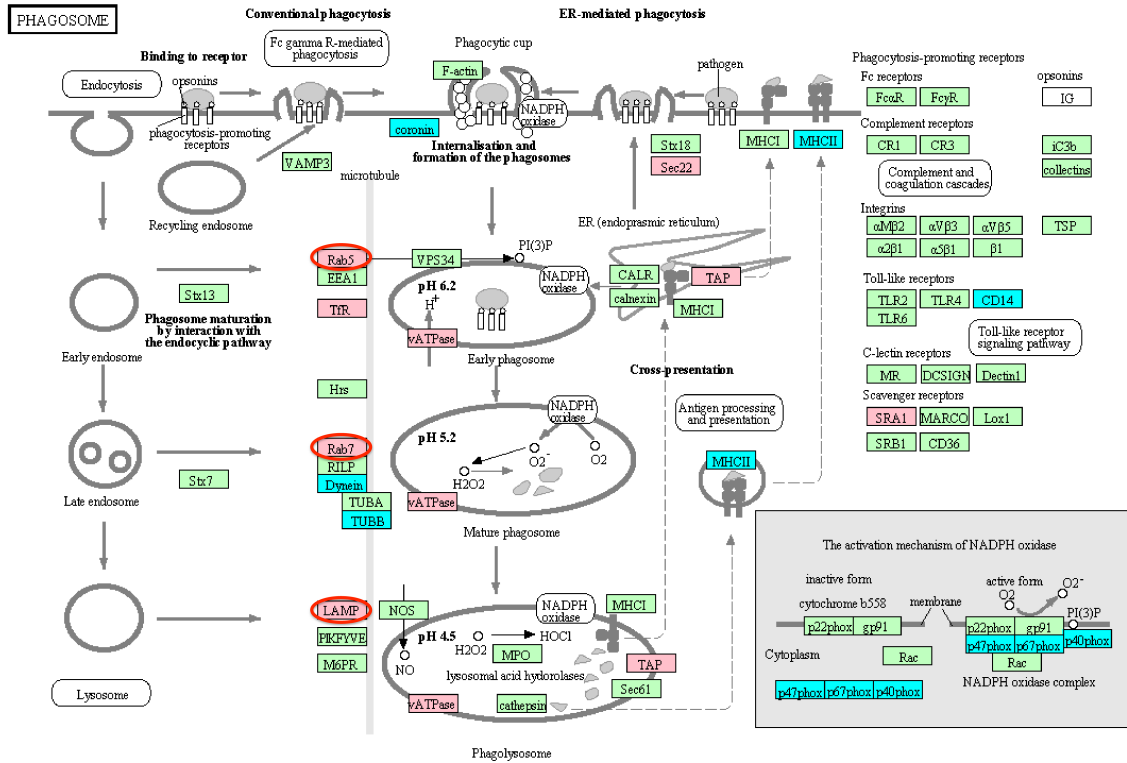 PHAGOSOME
Conventional phagocytosis
ER-mediated phagocytosis
Endocytosis
Binding to receptor
opsonins
Fc gamma R-mediated
phagocytosis
Phagocytic cup
F-actin
NADPH
oxidase
pathogen
coronin
phagocytosis-promoting
receptors
VAMP3
Internalisation and
formation of the phagosomes
Stx18
Sec22
MHCI
MHCII
microtubule
Recycling endosome
ER (endoprasmic reticulum)
Rab5
EEA1
TfR
VPS34
PI(3)P
NADPH
oxidase
CALR
calnexin
TAP
MHCI
pH 6.2
H+
vATPase
Stx13
Phagosome maturation
by interaction with
the endocyclic pathway
Early endosome
Early phagosome
Cross-presentation
Hrs
NADPH
oxidase
Antigen processing
and presentation
pH 5.2
O2-
O2
H2O2
vATPase
Rab7
RILP
Dynein
TUBA
TUBB
Stx7
Late endosome
Mature phagosome
MHCII
LAMP
PIKFYVE
M6PR
NOS
NO
NADPH
oxidase
MHCI
pH 4.5
H2O2
HOCl
MPO
lysosomal acid hydorolases
TAP
Sec61
vATPase
cathepsin
Lysosome
Phagolysosome
Phagocytosis-promoting receptors
Fc receptors
opsonins
FcαR
FcγR
IG
Complement receptors
CR1
CR3
iC3b
collectins
Complement and
coagulation cascades
Integrins
αMβ2
αVβ3
αVβ5
TSP
α2β1
α5β1
β1
Toll-like receptors
TLR2
TLR4
CD14
TLR6
Toll-like receptor
signaling pathway
C-lectin receptors
MR
DCSIGN
Dectin1
Scavenger receptors
SRA1
MARCO
Lox1
SRB1
CD36
The activation mechanism of NADPH oxidase
inactive form
cytochrome b558
membrane
active form
O2
O2-
PI(3)P
p22phox
gp91
p22phox
gp91
p47phox
p67phox
p40phox
Cytoplasm
Rac
Rac
NADPH oxidase complex
p47phox
p67phox
p40phox